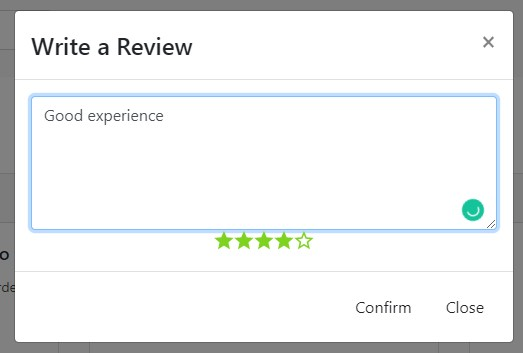 Write a Review
×
Good experience
Confirm Close